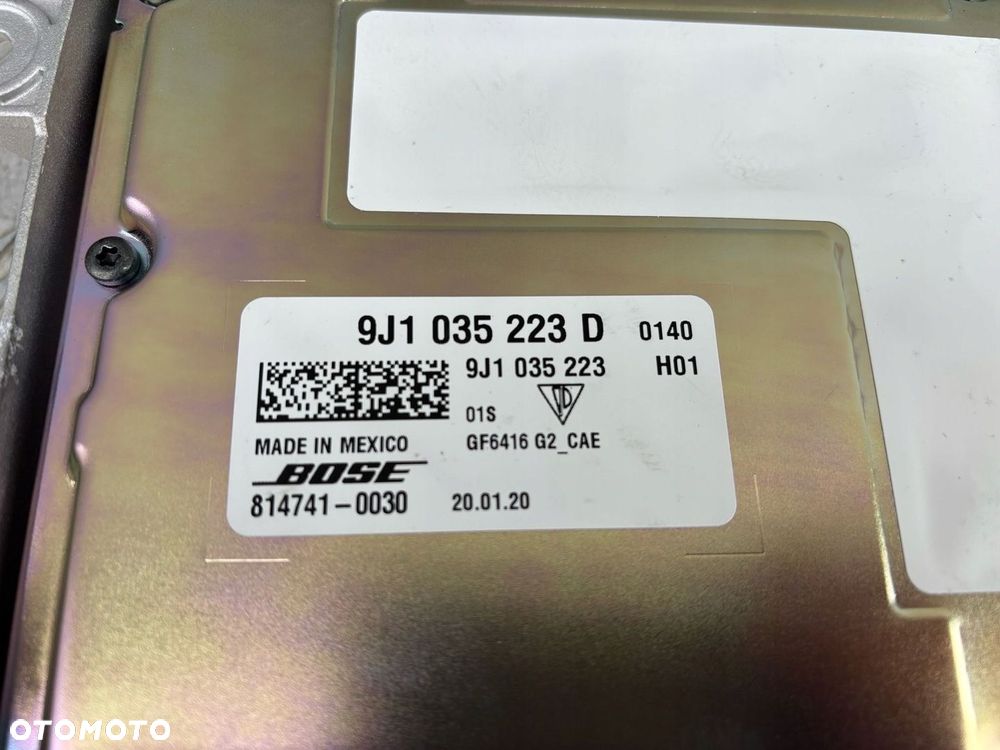 9J1 035 223 D 0140
9J1 035 223 H01
01S
MADE IN MEXICO GF6416 G2_CAE
BOSE
814741-0030 20.01.20
OTOMOTO